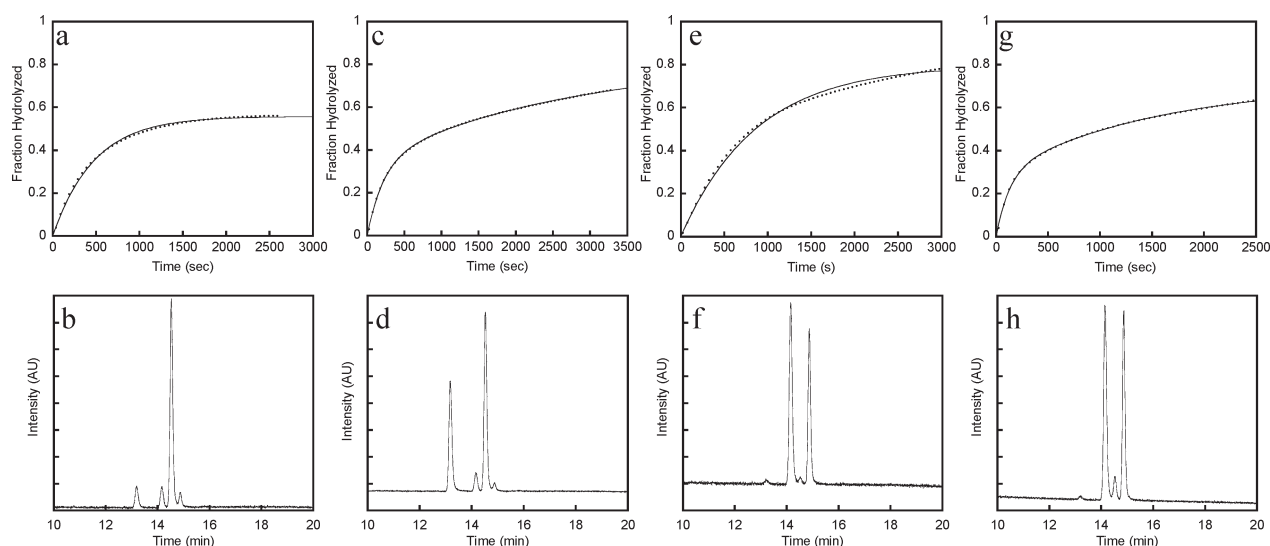 a
1
0.8
0.6
0.4
0.2
0
Fraction Hydrolyzed
0 500 1000 1500 2000 2500 3000
Time (sec)
c
1
0.8
0.6
0.4
0.2
0
Fraction Hydrolyzed
0 500 1000 1500 2000 2500 3000 3500
Time (sec)
e
1
0.8
0.6
0.4
0.2
0
Fraction Hydrolyzed
0 500 1000 1500 2000 2500 3000
Time (s)
g
1
0.8
0.6
0.4
0.2
0
Fraction Hydrolyzed
0 500 1000 1500 2000 2500
Time (sec)
b
Intensity (AU)
10 12 14 16 18 20
Time (min)
d
Intensity (AU)
10 12 14 16 18 20
Time (min)
f
Intensity (AU)
10 12 14 16 18 20
Time (min)
h
Intensity (AU)
10 12 14 16 18 20
Time (min)